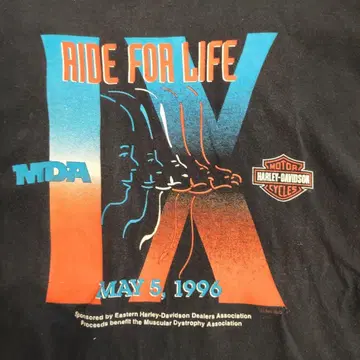 RIDE FOR LIFE
IX
MDA
MOTOR
HARLEY-DAVIDSON
CYCLES
MAY 5, 1996
Sponsored by Eastern Harley-Davidson Dealers Association
Proceeds benefit the Muscular Dystrophy Association